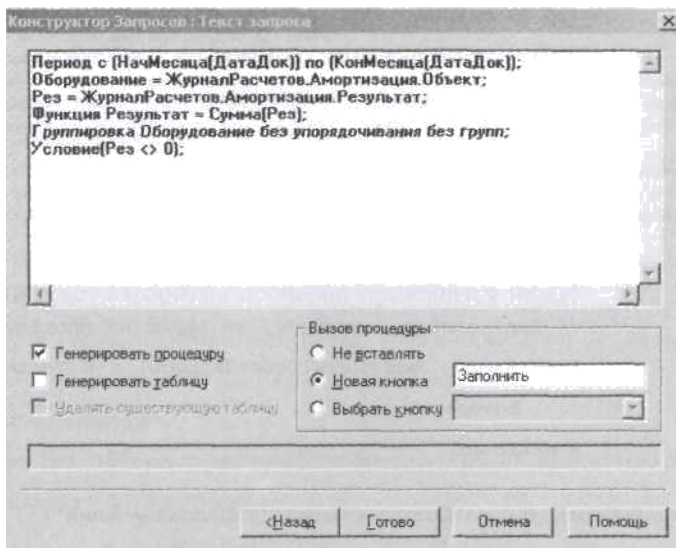 Конструктор Запросов : Текст запроса
Период с (НачМесяца(ДатаДок)) по (КонМесяца(ДатаДок));
Оборудование = ЖурналРасчетов.Амортизация.Объект;
Рез = ЖурналРасчетов.Амортизация.Результат;
Функция Результат = Сумма(Рез);
Группировка Оборудование без упорядочивания без групп;
Условие(Рез <> 0);
Генерировать процедуру
Генерировать таблицу
Удалять существующую таблицу
Вызов процедуры
Не вставлять
Новая кнопка
Заполнить
Выбрать кнопку
<Назад
Готово
Отмена
Помощь